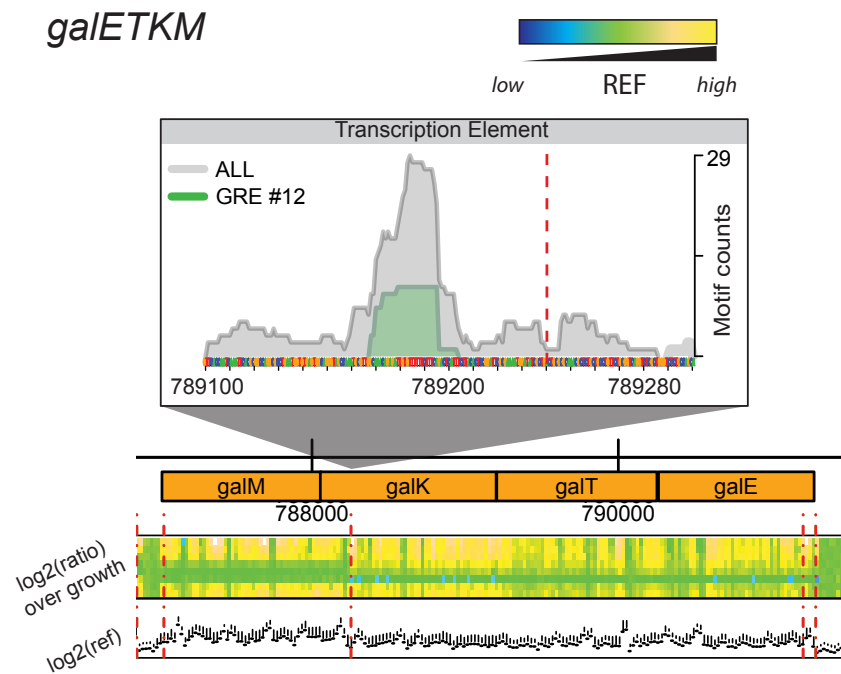 galETKM
low REF high
Transcription Element
ALL
GRE #12
29
Motif counts
789100 789200 789280
galM galK galT galE
788000 790000
log2(ratio)
over growth
log2(ref)